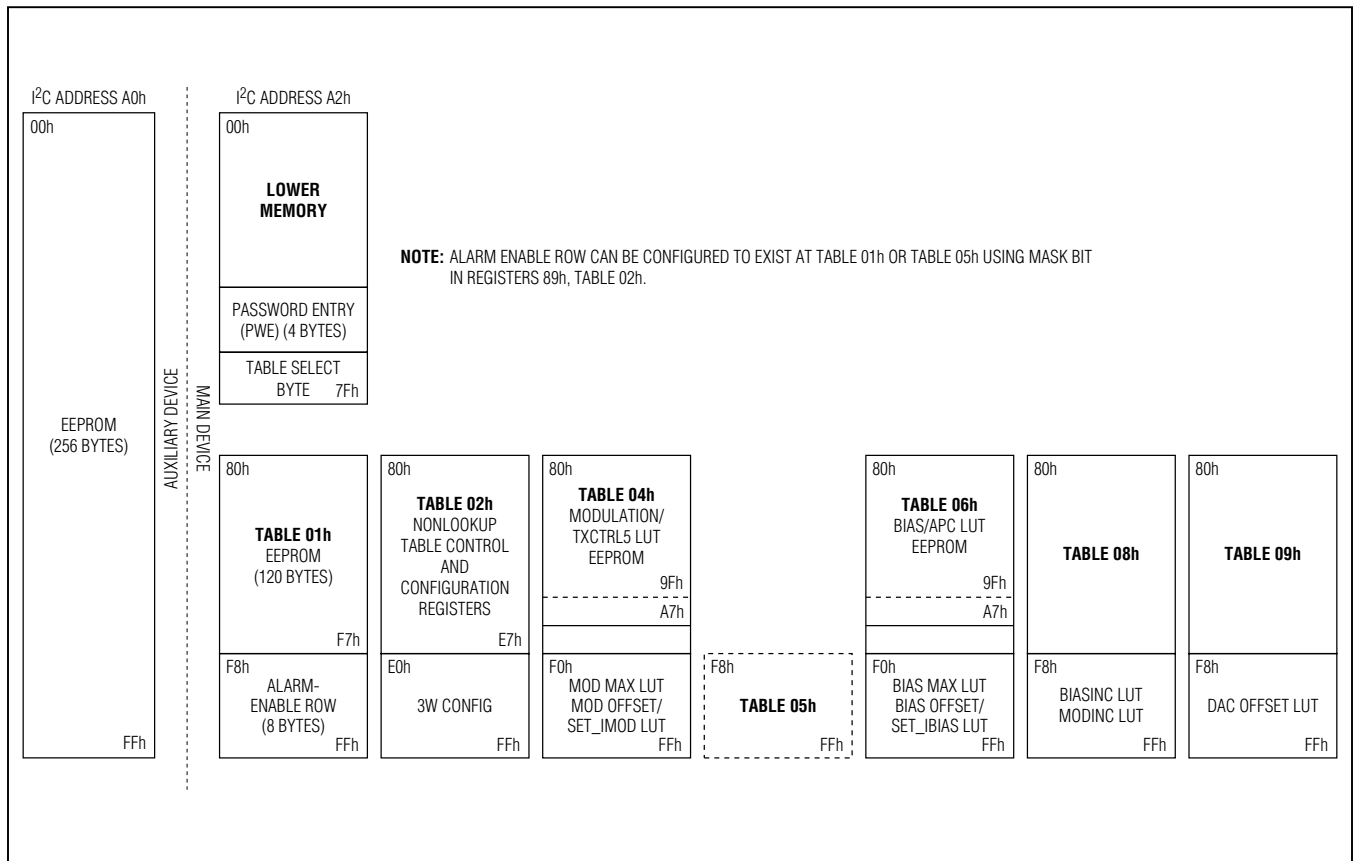 I²C ADDRESS A0h
00h
EEPROM
(256 BYTES)
FFh
AUXILIARY DEVICE
MAIN DEVICE
I²C ADDRESS A2h
00h
LOWER
MEMORY
PASSWORD ENTRY
(PWE) (4 BYTES)
TABLE SELECT
BYTE 7Fh
NOTE: ALARM ENABLE ROW CAN BE CONFIGURED TO EXIST AT TABLE 01h OR TABLE 05h USING MASK BIT
IN REGISTERS 89h, TABLE 02h.
80h
TABLE 01h
EEPROM
(120 BYTES)
F7h
F8h
ALARM-
ENABLE ROW
(8 BYTES)
FFh
80h
TABLE 02h
NONLOOKUP
TABLE CONTROL
AND
CONFIGURATION
REGISTERS
E7h
E0h
3W CONFIG
FFh
80h
TABLE 04h
MODULATION/
TXCTRL5 LUT
EEPROM
9Fh
A7h
F0h
MOD MAX LUT
MOD OFFSET/
SET_IMOD LUT
FFh
F8h
TABLE 05h
FFh
80h
TABLE 06h
BIAS/APC LUT
EEPROM
9Fh
A7h
F0h
BIAS MAX LUT
BIAS OFFSET/
SET_IBIAS LUT
FFh
80h
TABLE 08h
F8h
BIASINC LUT
MODINC LUT
FFh
80h
TABLE 09h
F8h
DAC OFFSET LUT
FFh